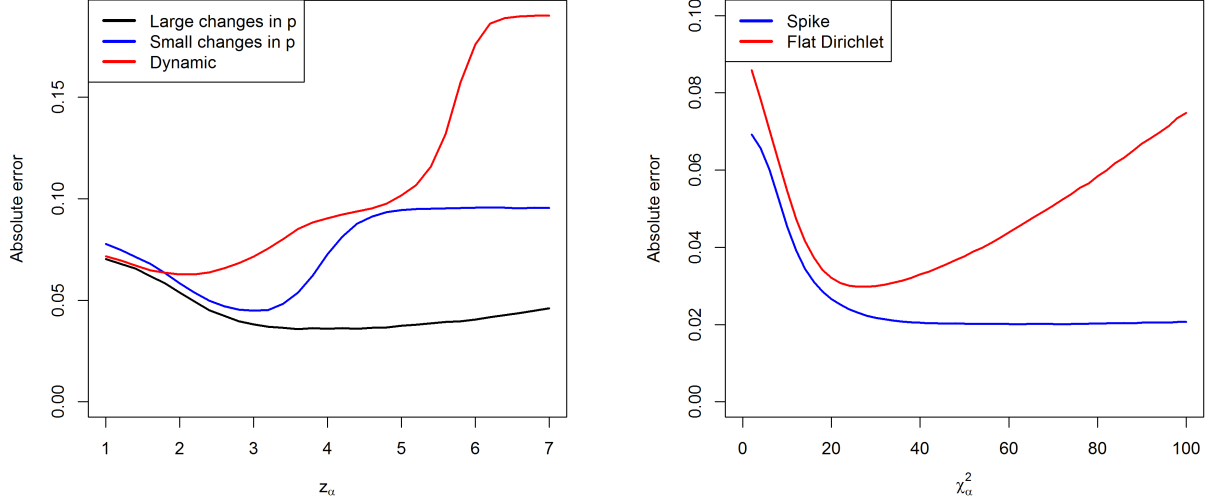 Large changes in p
Small changes in p
Dynamic
Absolute error
0.00
0.05
0.10
0.15
1 2 3 4 5 6 7
zα
Spike
Flat Dirichlet
Absolute error
0.00
0.02
0.04
0.06
0.08
0.10
0 20 40 60 80 100
χ²α